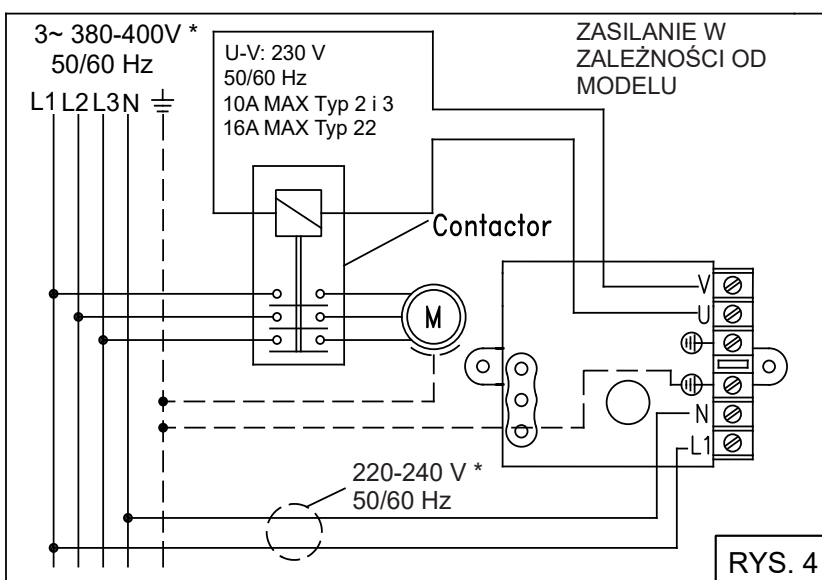 3~ 380-400V *
50/60 Hz
L1 L2 L3 N
U-V: 230 V
50/60 Hz
10A MAX Typ 2 i 3
16A MAX Typ 22
ZASILANIE W
ZALEŻNOŚCI OD
MODELU
Contactor
M
V
U
N
L1
220-240 V *
50/60 Hz
RYS. 4